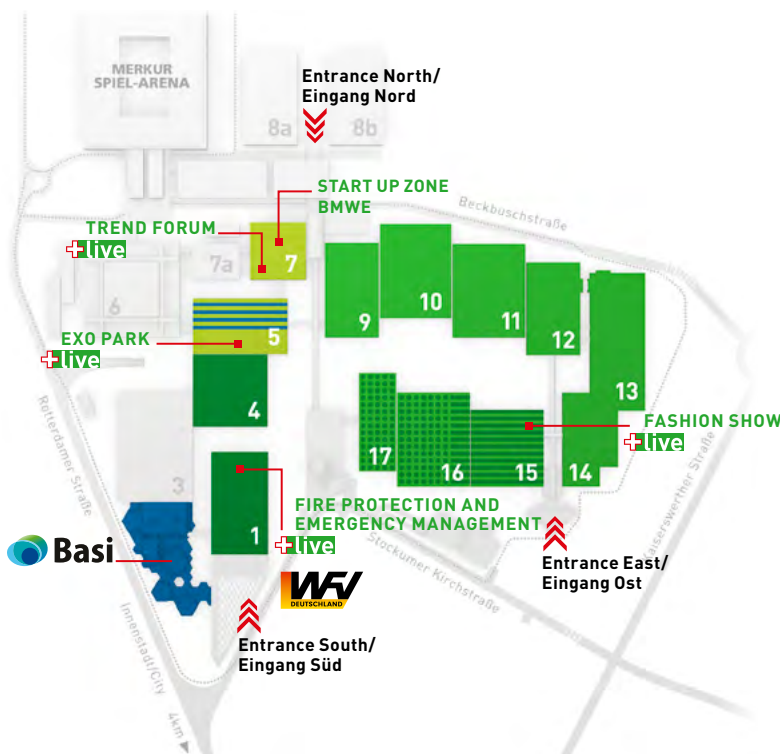 MERKUR
SPIEL-ARENA
Entrance North/
Eingang Nord
8a
8b
START UP ZONE
BMWE
Beckbuschstraße
TREND FORUM
+live
7a
7
6
9
10
11
12
13
EXO PARK
+live
5
4
Rotterdamer Straße
3
1
17
16
15
14
FASHION SHOW
+live
Kaiserswerther Straße
FIRE PROTECTION AND
EMERGENCY MANAGEMENT
+live
Stockumer Kirchstraße
Basi
WFV
DEUTSCHLAND
Entrance East/
Eingang Ost
Entrance South/
Eingang Süd
Innenstadt/City
4km